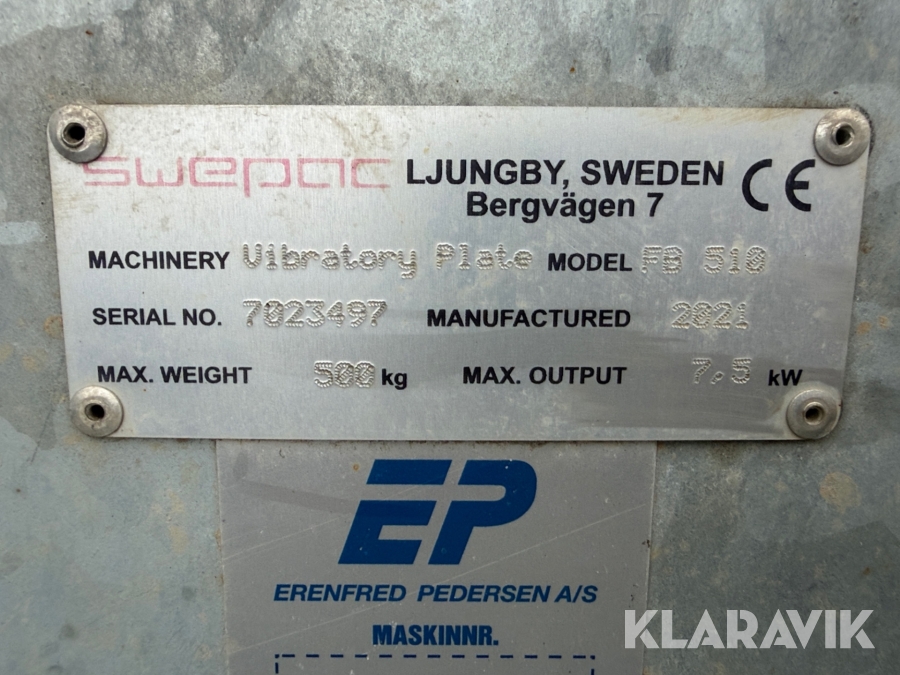 swepac LJUNGBY, SWEDEN CE
Bergvägen 7
MACHINERY Vibratory Plate MODEL FB 510
SERIAL NO. 7023497 MANUFACTURED 2021
MAX. WEIGHT 500 kg MAX. OUTPUT 7,5 kW
EP
ERENFRED PEDERSEN A/S
MASKINNR.
KLARAVIK